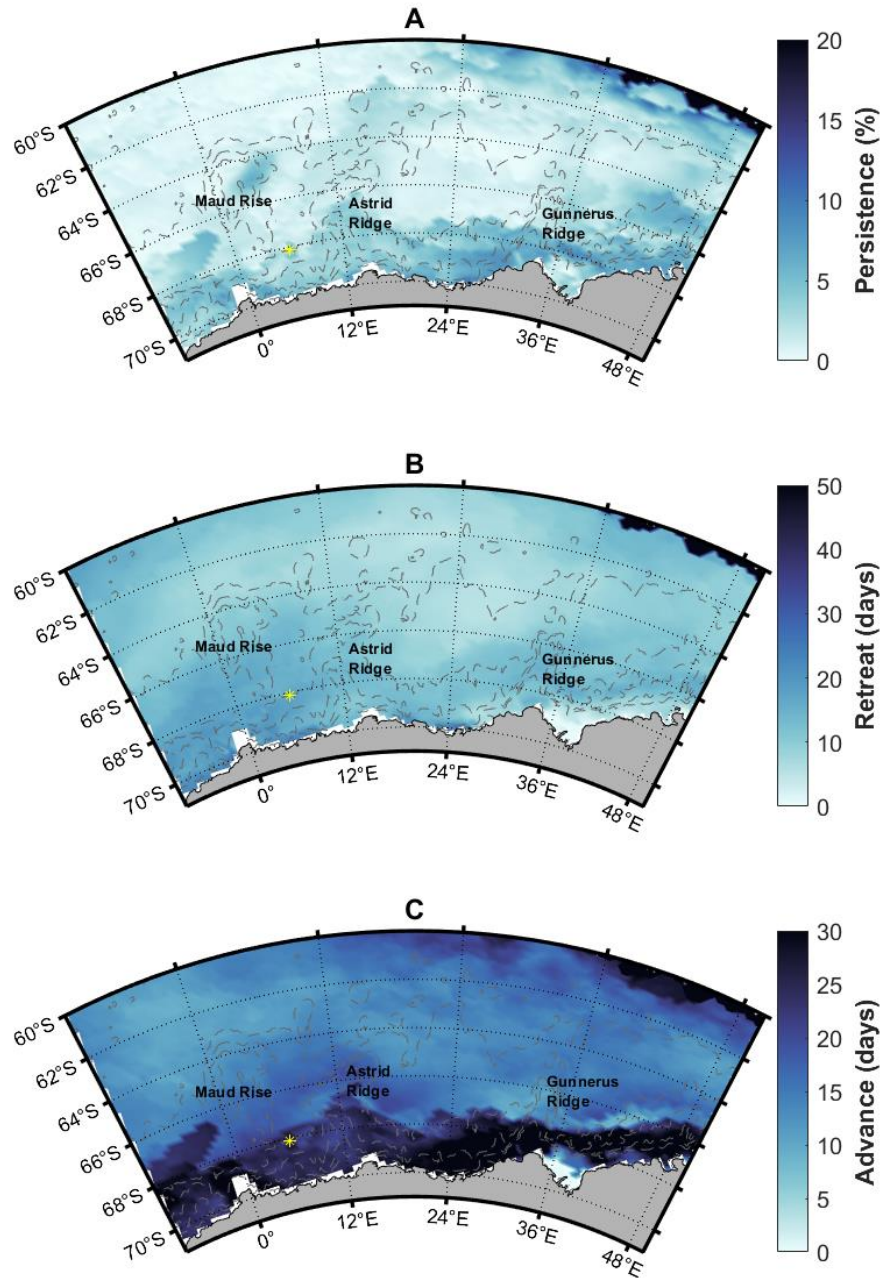 A
60°S
62°S
64°S
66°S
68°S
70°S
0°
12°E
24°E
36°E
48°E
Maud Rise
Astrid
Ridge
Gunnerus
Ridge
20
15
10
5
0
Persistence (%)
B
60°S
62°S
64°S
66°S
68°S
70°S
0°
12°E
24°E
36°E
48°E
Maud Rise
Astrid
Ridge
Gunnerus
Ridge
50
40
30
20
10
0
Retreat (days)
C
60°S
62°S
64°S
66°S
68°S
70°S
0°
12°E
24°E
36°E
48°E
Maud Rise
Astrid
Ridge
Gunnerus
Ridge
30
25
20
15
10
5
0
Advance (days)